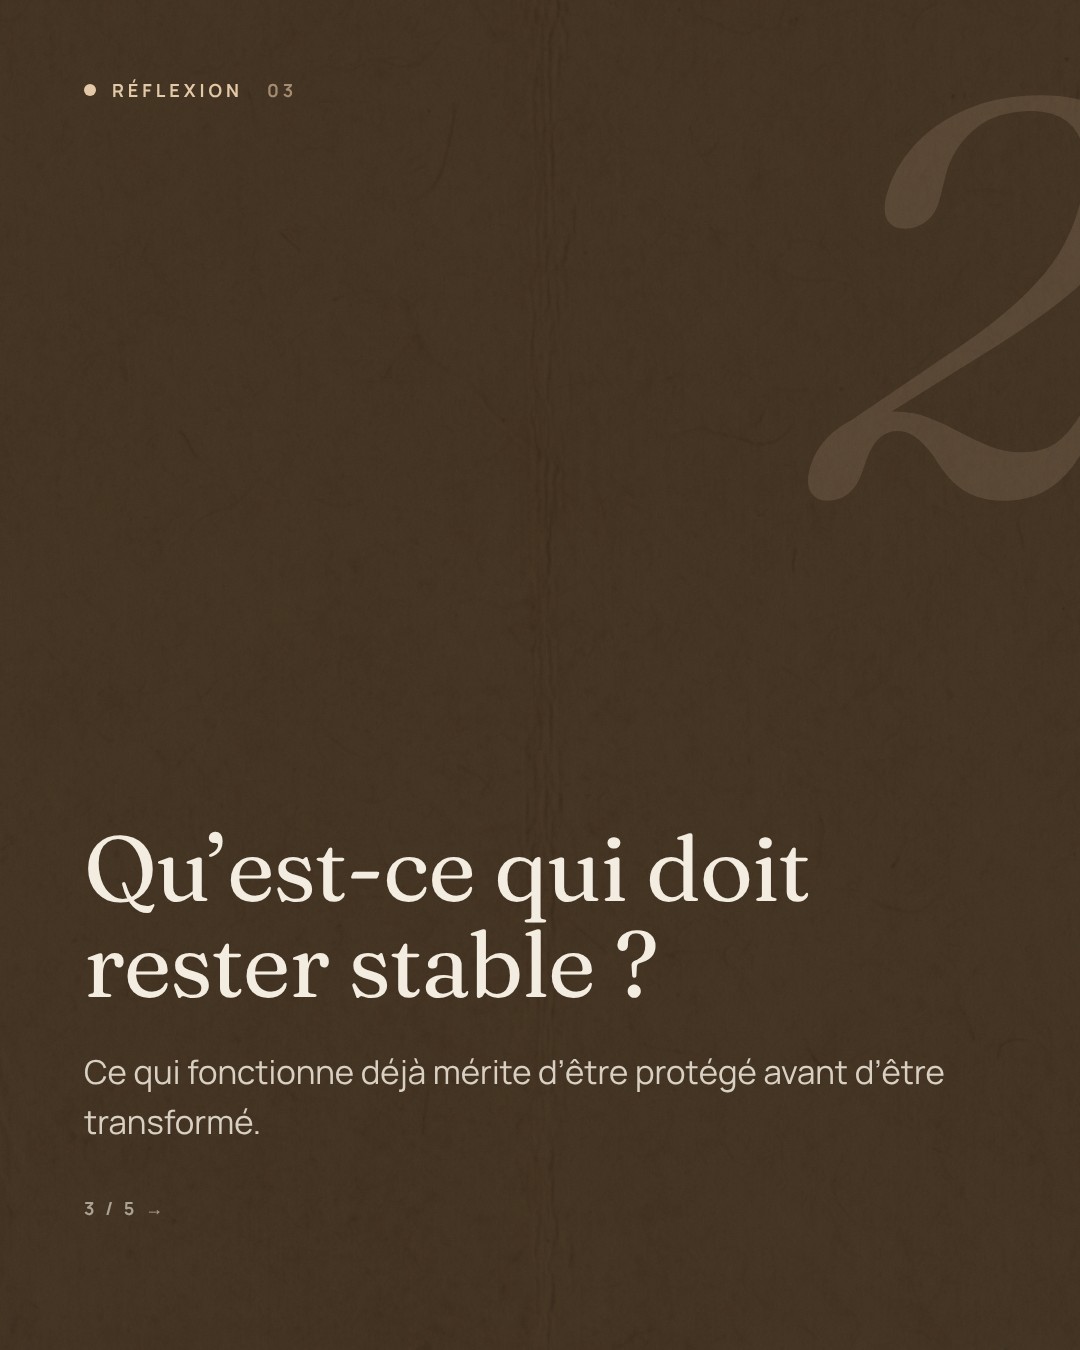 RÉFLEXION 03
2
Qu’est-ce qui doit
rester stable ?
Ce qui fonctionne déjà mérite d’être protégé avant d’être
transformé.
3 / 5 →